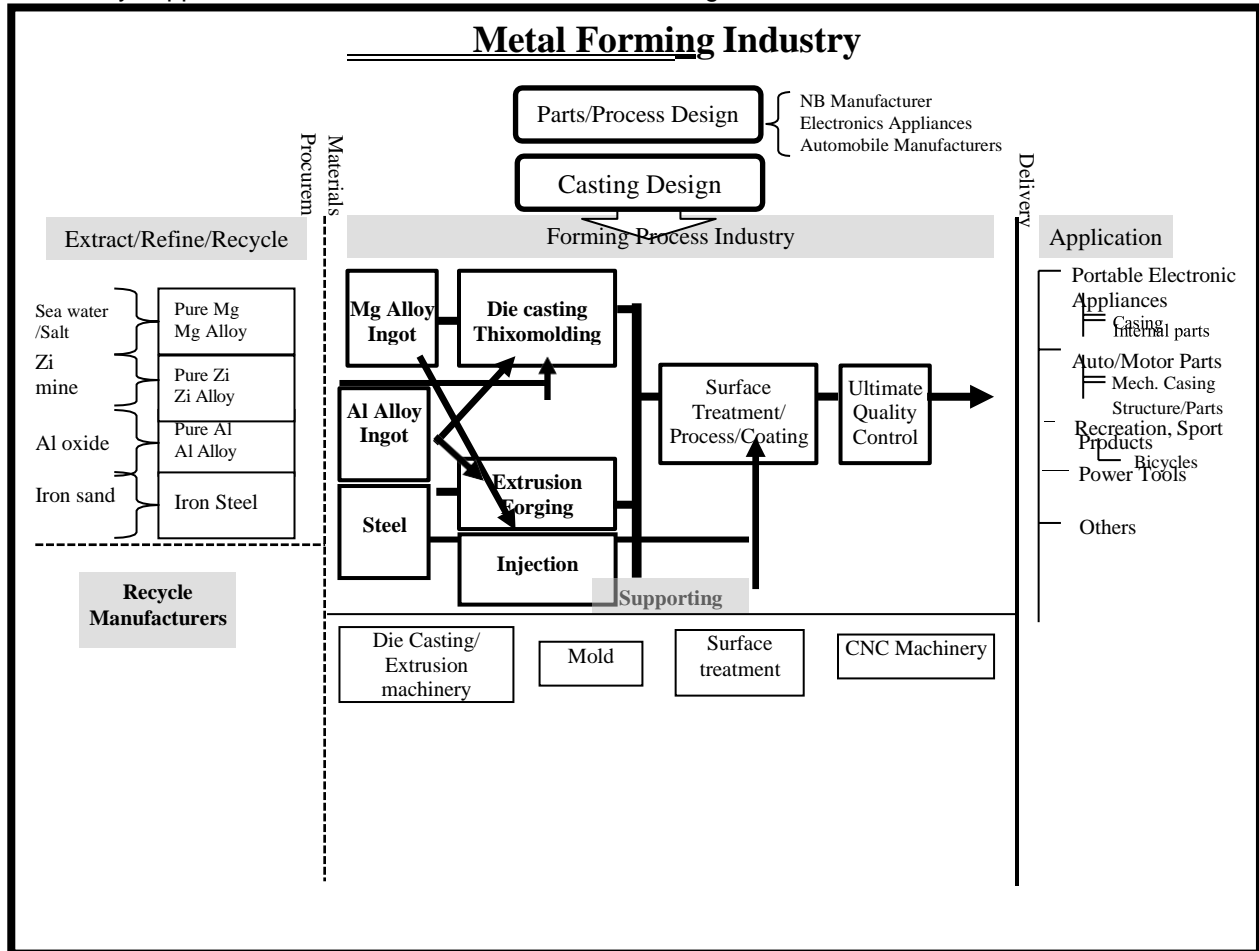 Metal Forming Industry
Parts/Process Design
NB Manufacturer
Electronics Appliances
Automobile Manufacturers
Casting Design
Materials
Procurem
Delivery
Extract/Refine/Recycle
Forming Process Industry
Application
Sea water
/Salt
Pure Mg
Mg Alloy
Zi
mine
Pure Zi
Zi Alloy
Al oxide
Pure Al
Al Alloy
Iron sand
Iron Steel
Recycle
Manufacturers
Mg Alloy
Ingot
Die casting
Thixomolding
Al Alloy
Ingot
Extrusion
Forging
Steel
Injection
Surface
Treatment/
Process/Coating
Ultimate
Quality
Control
Supporting
Portable Electronic
Appliances
Casing
Internal parts
Auto/Motor Parts
Mech. Casing
Structure/Parts
Recreation, Sport
Products
Bicycles
Power Tools
Others
Die Casting/
Extrusion
machinery
Mold
Surface
treatment
CNC Machinery